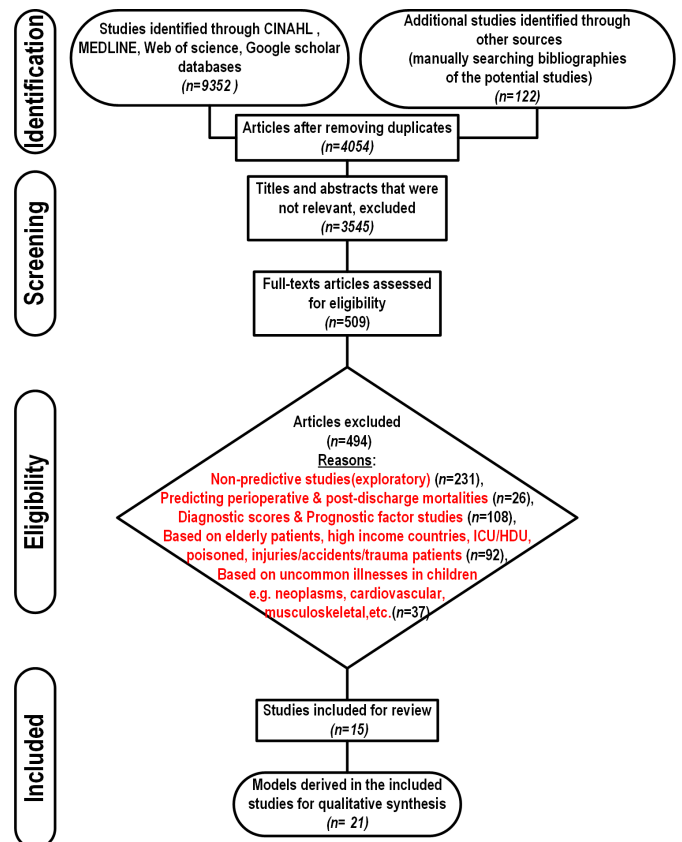 Identification
Studies identified through CINAHL ,
MEDLINE, Web of science, Google scholar
databases
(n=9352 )
Additional studies identified through
other sources
(manually searching bibliographies
of the potential studies)
(n=122)
Articles after removing duplicates
(n=4054)
Screening
Titles and abstracts that were
not relevant, excluded
(n=3545)
Full-texts articles assessed
for eligibility
(n=509)
Eligibility
Articles excluded
(n=494)
Reasons:
Non-predictive studies(exploratory) (n=231),
Predicting perioperative & post-discharge mortalities (n=26),
Diagnostic scores & Prognostic factor studies (n=108),
Based on elderly patients, high income countries, ICU/HDU,
poisoned, injuries/accidents/trauma patients (n=92),
Based on uncommon illnesses in children
e.g. neoplasms, cardiovascular,
musculoskeletal,etc.(n=37)
Included
Studies included for review
(n=15)
Models derived in the included
studies for qualitative synthesis
(n= 21)